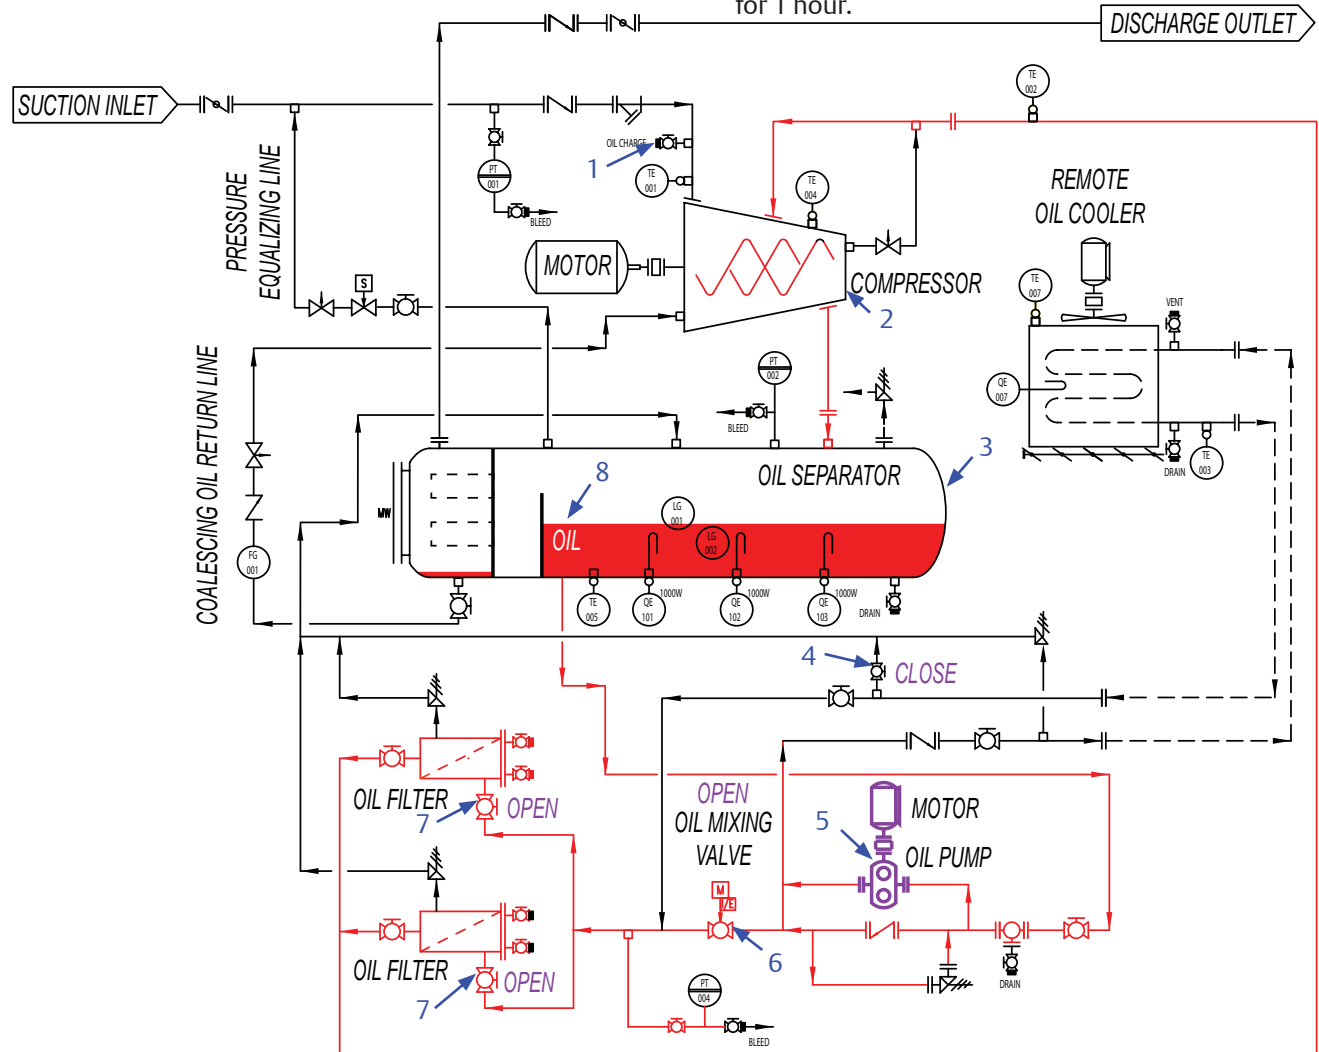 for 1 hour.
DISCHARGE OUTLET
SUCTION INLET
TE
002
OIL CHARGE
1
PT
001
TE
001
TE
004
BLEED
REMOTE
OIL COOLER
PRESSURE
EQUALIZING LINE
MOTOR
COMPRESSOR
2
S
TE
007
VENT
QE
007
PT
002
BLEED
DRAIN
TE
003
COALESCING OIL RETURN LINE
OIL SEPARATOR
3
8
MW
LG
001
OIL
LG
002
FG
001
TE
005
QE
101
1000W
QE
102
1000W
QE
103
1000W
DRAIN
4
CLOSE
OIL FILTER
7
OPEN
OPEN
OIL MIXING
VALVE
5
MOTOR
OIL PUMP
M
I/E
6
OIL FILTER
7
OPEN
PT
004
BLEED
DRAIN